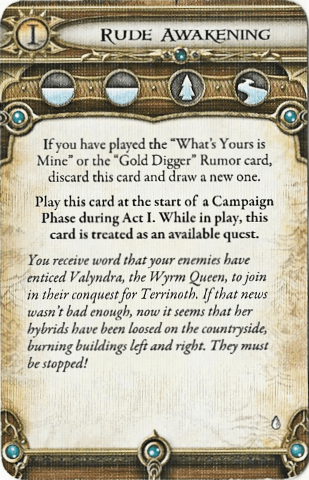 I
RUDE AWAKENING
If you have played the “What’s Yours is
Mine” or the “Gold Digger” Rumor card,
discard this card and draw a new one.
Play this card at the start of a Campaign
Phase during Act I. While in play, this
card is treated as an available quest.
You receive word that your enemies have
enticed Valyndra, the Wyrm Queen, to join
in their conquest for Terrinoth. If that news
wasn’t bad enough, now it seems that her
hybrids have been loosed on the countryside,
burning buildings left and right. They must
be stopped!